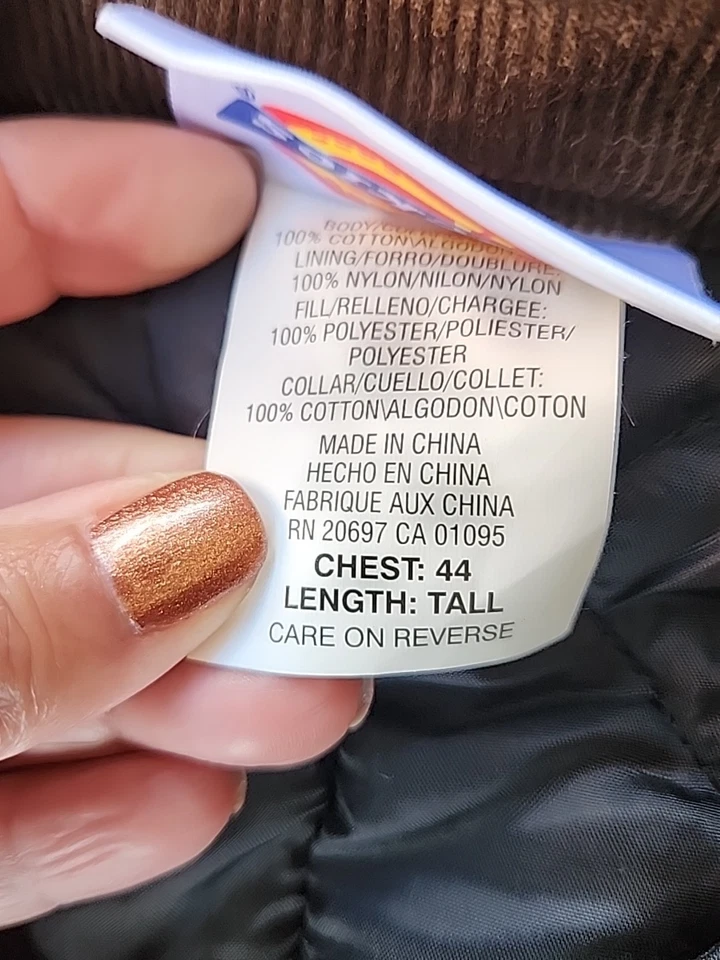 100% COTTON\ALGODON
LINING/FORRO/DOUBLURE:
100% NYLON/NILON/NYLON
FILL/RELLENO/CHARGEE:
100% POLYESTER/POLIESTER/
POLYESTER
COLLAR/CUELLO/COLLET:
100% COTTON\ALGODON\COTON
MADE IN CHINA
HECHO EN CHINA
FABRIQUE AUX CHINA
RN 20697 CA 01095
CHEST: 44
LENGTH: TALL
CARE ON REVERSE